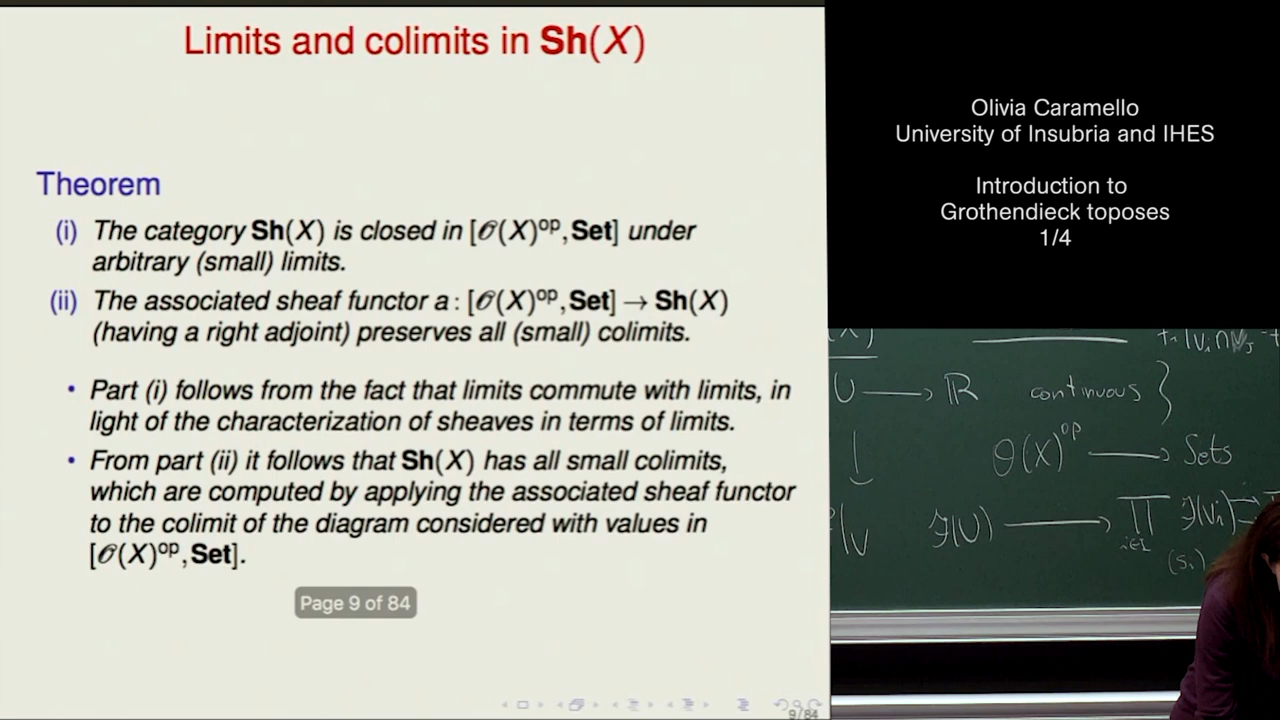 Limits and colimits in Sh(X)
Theorem
(i) The category Sh(X) is closed in [𝒪(X)ᵒᵖ, Set] under
arbitrary (small) limits.
(ii) The associated sheaf functor a : [𝒪(X)ᵒᵖ, Set] → Sh(X)
(having a right adjoint) preserves all (small) colimits.
• Part (i) follows from the fact that limits commute with limits, in
light of the characterization of sheaves in terms of limits.
• From part (ii) it follows that Sh(X) has all small colimits,
which are computed by applying the associated sheaf functor
to the colimit of the diagram considered with values in
[𝒪(X)ᵒᵖ, Set].
Page 9 of 84
9/84
Olivia Caramello
University of Insubria and IHES
Introduction to
Grothendieck toposes
1/4
U → ℝ continuous }
𝒪(X)ᵒᵖ → Sets
ℱ(U) → ∏ ℱ(Uᵢ)
i∈I
(sᵢ)